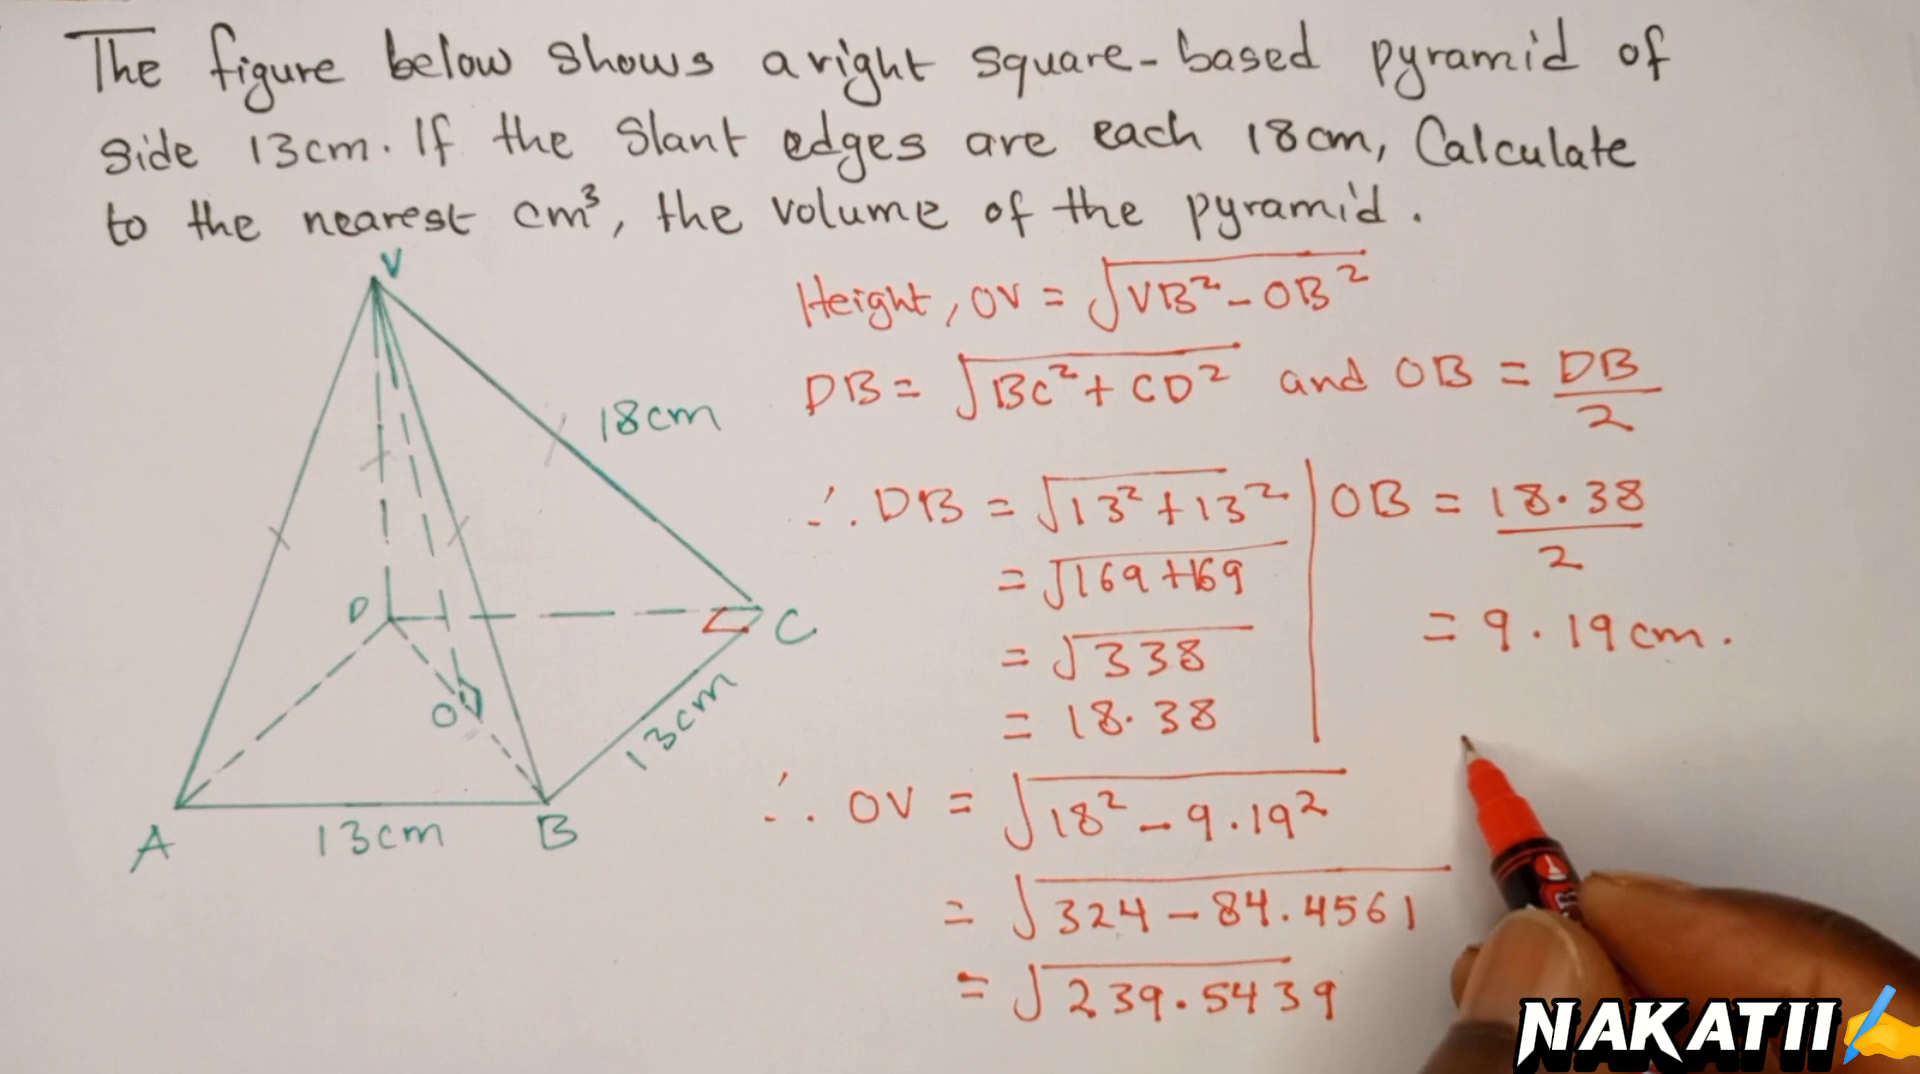 The figure below shows a right square-based pyramid of
side 13cm. If the slant edges are each 18cm, Calculate
to the nearest cm³, the volume of the pyramid.
V
18cm
D
C
O
13cm
A
13cm
B
Height, OV = √VB² - OB²
DB = √BC² + CD² and OB = DB/2
∴ DB = √13² + 13²
= √169 + 169
= √338
= 18.38
OB = 18.38/2
= 9.19cm.
∴ OV = √18² - 9.19²
= √324 - 84.4561
= √239.5439
NAKATII